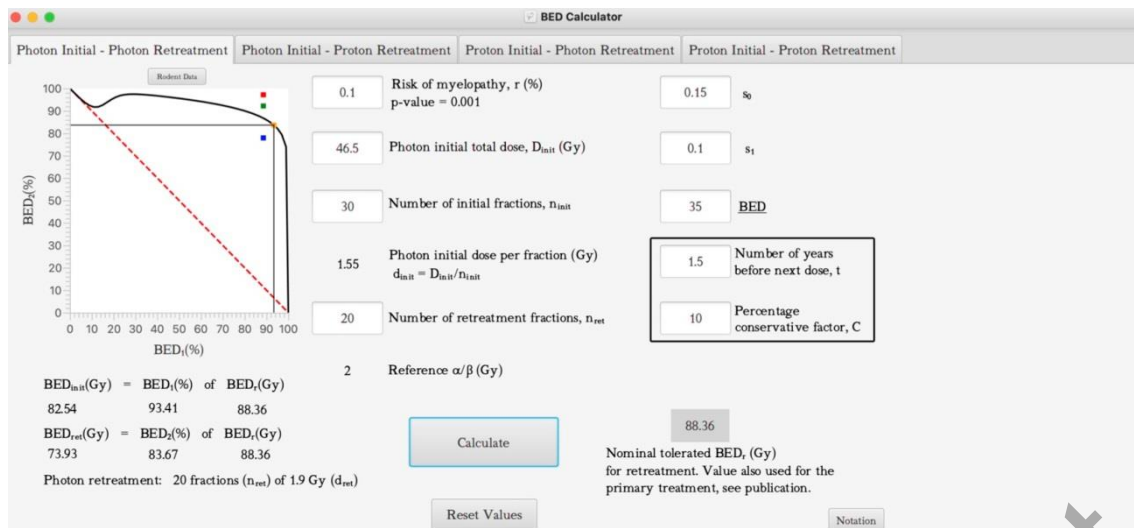 BED Calculator
Photon Initial - Photon Retreatment
Photon Initial - Proton Retreatment
Proton Initial - Photon Retreatment
Proton Initial - Proton Retreatment
Rodent Data
100
90
80
70
60
50
40
30
20
10
0
BED₂(%)
0 10 20 30 40 50 60 70 80 90 100
BED₁(%)
BEDᵢₙᵢₜ(Gy) = BED₁(%) of BEDᵣ(Gy)
82.54 93.41 88.36
BEDᵣₑₜ(Gy) = BED₂(%) of BEDᵣ(Gy)
73.93 83.67 88.36
Photon retreatment: 20 fractions (nᵣₑₜ) of 1.9 Gy (dᵣₑₜ)
0.1 Risk of myelopathy, r (%)
p-value = 0.001
46.5 Photon initial total dose, Dᵢₙᵢₜ (Gy)
30 Number of initial fractions, nᵢₙᵢₜ
1.55 Photon initial dose per fraction (Gy)
dᵢₙᵢₜ = Dᵢₙᵢₜ/nᵢₙᵢₜ
20 Number of retreatment fractions, nᵣₑₜ
2 Reference α/β (Gy)
Calculate
Reset Values
0.15 s₀
0.1 s₁
35 BED
1.5 Number of years
before next dose, t
10 Percentage
conservative factor, C
88.36
Nominal tolerated BEDᵣ (Gy)
for retreatment. Value also used for the
primary treatment, see publication.
Notation